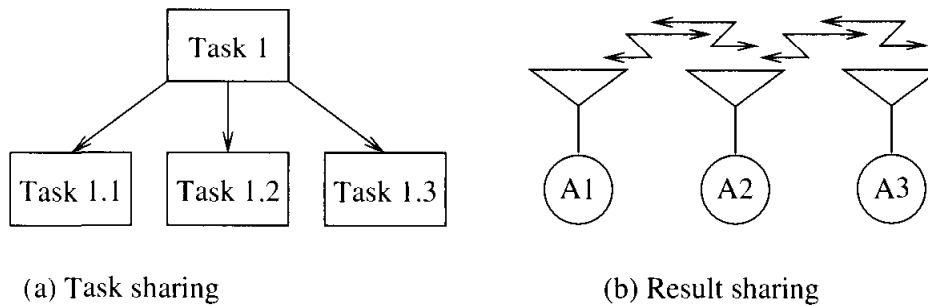 Task 1
Task 1.1
Task 1.2
Task 1.3
(a) Task sharing
A1
A2
A3
(b) Result sharing